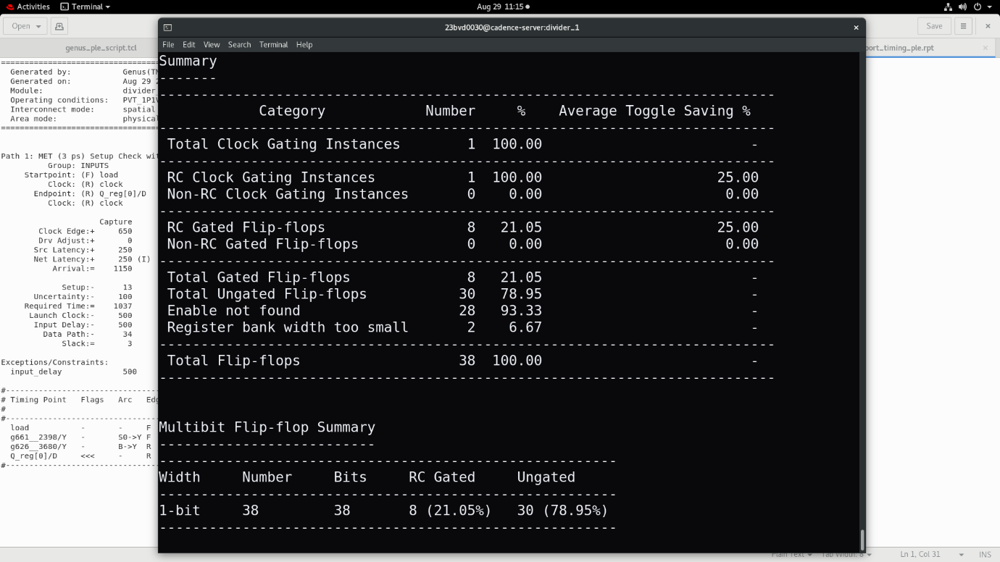 Activities Terminal Aug 29 11:15
Open Save
23bvd0030@cadence-server:divider_1
genus_ple_script.tcl port_timing_ple.rpt
File Edit View Search Terminal Help
============================
Generated by: Genus(TM
Generated on: Aug 29 2
Module: divider
Operating conditions: PVT_1P1V
Interconnect mode: spatial
Area mode: physical
============================
Path 1: MET (3 ps) Setup Check wit
Group: INPUTS
Startpoint: (F) load
Clock: (R) clock
Endpoint: (R) Q_reg[0]/D
Clock: (R) clock
Capture
Clock Edge:+ 650
Drv Adjust:+ 0
Src Latency:+ 250
Net Latency:+ 250 (I)
Arrival:= 1150
Setup:- 13
Uncertainty:- 100
Required Time:= 1037
Launch Clock:- 500
Input Delay:- 500
Data Path:- 34
Slack:= 3
Exceptions/Constraints:
input_delay 500
#---------------------------------
# Timing Point Flags Arc Edg
#
#---------------------------------
load - - F
g661__2398/Y - S0->Y F
g626__3680/Y - B->Y R
Q_reg[0]/D <<< - R
#---------------------------------
Summary
-------
--------------------------------------------------------------------------
Category Number % Average Toggle Saving %
--------------------------------------------------------------------------
Total Clock Gating Instances 1 100.00 -
--------------------------------------------------------------------------
RC Clock Gating Instances 1 100.00 25.00
Non-RC Clock Gating Instances 0 0.00 0.00
--------------------------------------------------------------------------
RC Gated Flip-flops 8 21.05 25.00
Non-RC Gated Flip-flops 0 0.00 0.00
--------------------------------------------------------------------------
Total Gated Flip-flops 8 21.05 -
Total Ungated Flip-flops 30 78.95 -
Enable not found 28 93.33 -
Register bank width too small 2 6.67 -
--------------------------------------------------------------------------
Total Flip-flops 38 100.00 -
--------------------------------------------------------------------------
Multibit Flip-flop Summary
--------------------------
-------------------------------------------------------
Width Number Bits RC Gated Ungated
-------------------------------------------------------
1-bit 38 38 8 (21.05%) 30 (78.95%)
-------------------------------------------------------
Plain Text Tab Width: 8 Ln 1, Col 31 INS